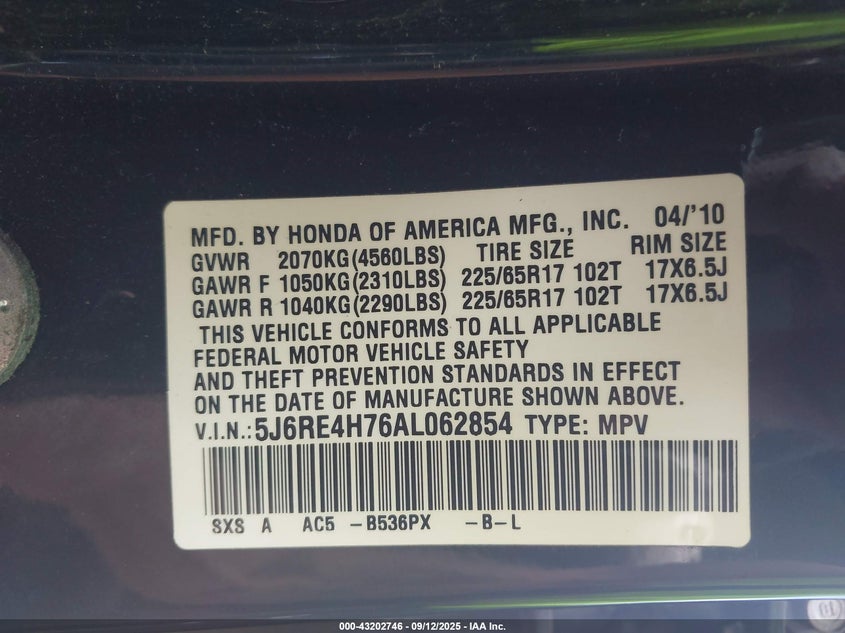 MFD. BY HONDA OF AMERICA MFG., INC. 04/'10
GVWR 2070KG(4560LBS) TIRE SIZE RIM SIZE
GAWR F 1050KG(2310LBS) 225/65R17 102T 17X6.5J
GAWR R 1040KG(2290LBS) 225/65R17 102T 17X6.5J
THIS VEHICLE CONFORMS TO ALL APPLICABLE
FEDERAL MOTOR VEHICLE SAFETY
AND THEFT PREVENTION STANDARDS IN EFFECT
ON THE DATE OF MANUFACTURE SHOWN ABOVE.
V.I.N.:5J6RE4H76AL062854 TYPE: MPV
SXS A AC5 -B536PX -B-L
000-43202746 - 09/12/2025 - IAA Inc.